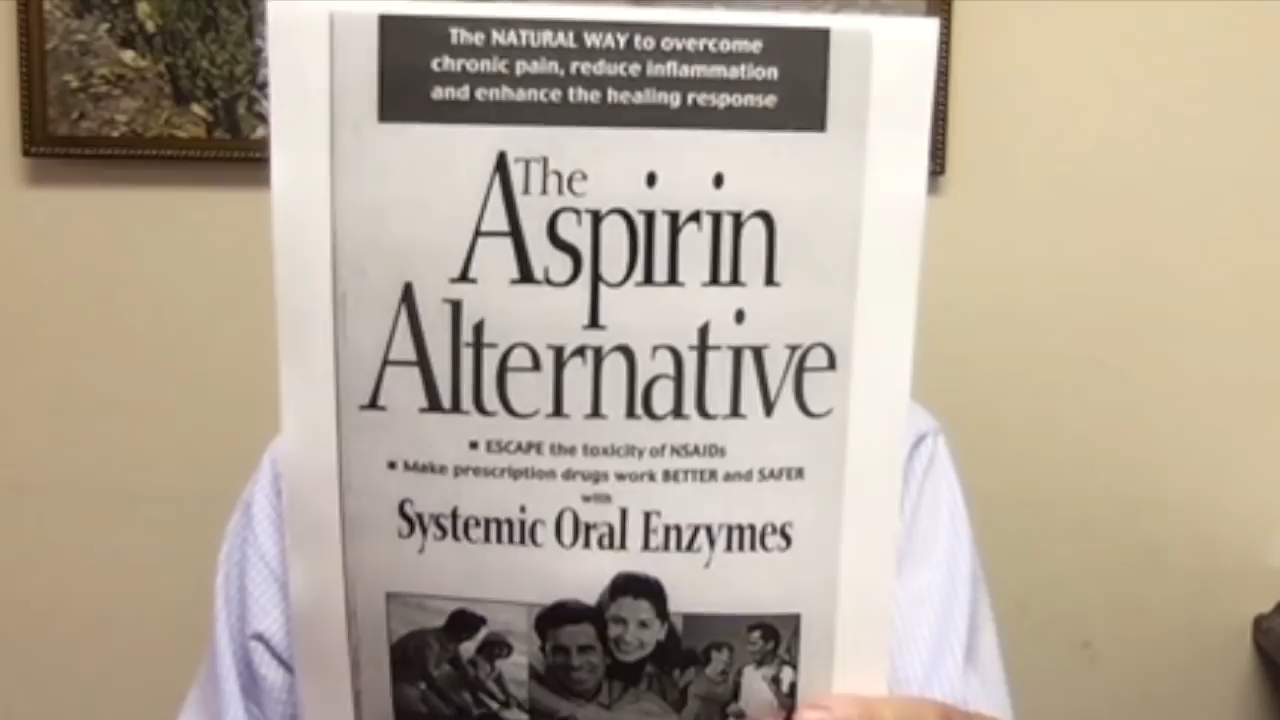 The NATURAL WAY to overcome
chronic pain, reduce inflammation
and enhance the healing response
The
Aspirin
Alternative
▪ ESCAPE the toxicity of NSAIDs
▪ Make prescription drugs work BETTER and SAFER
with
Systemic Oral Enzymes